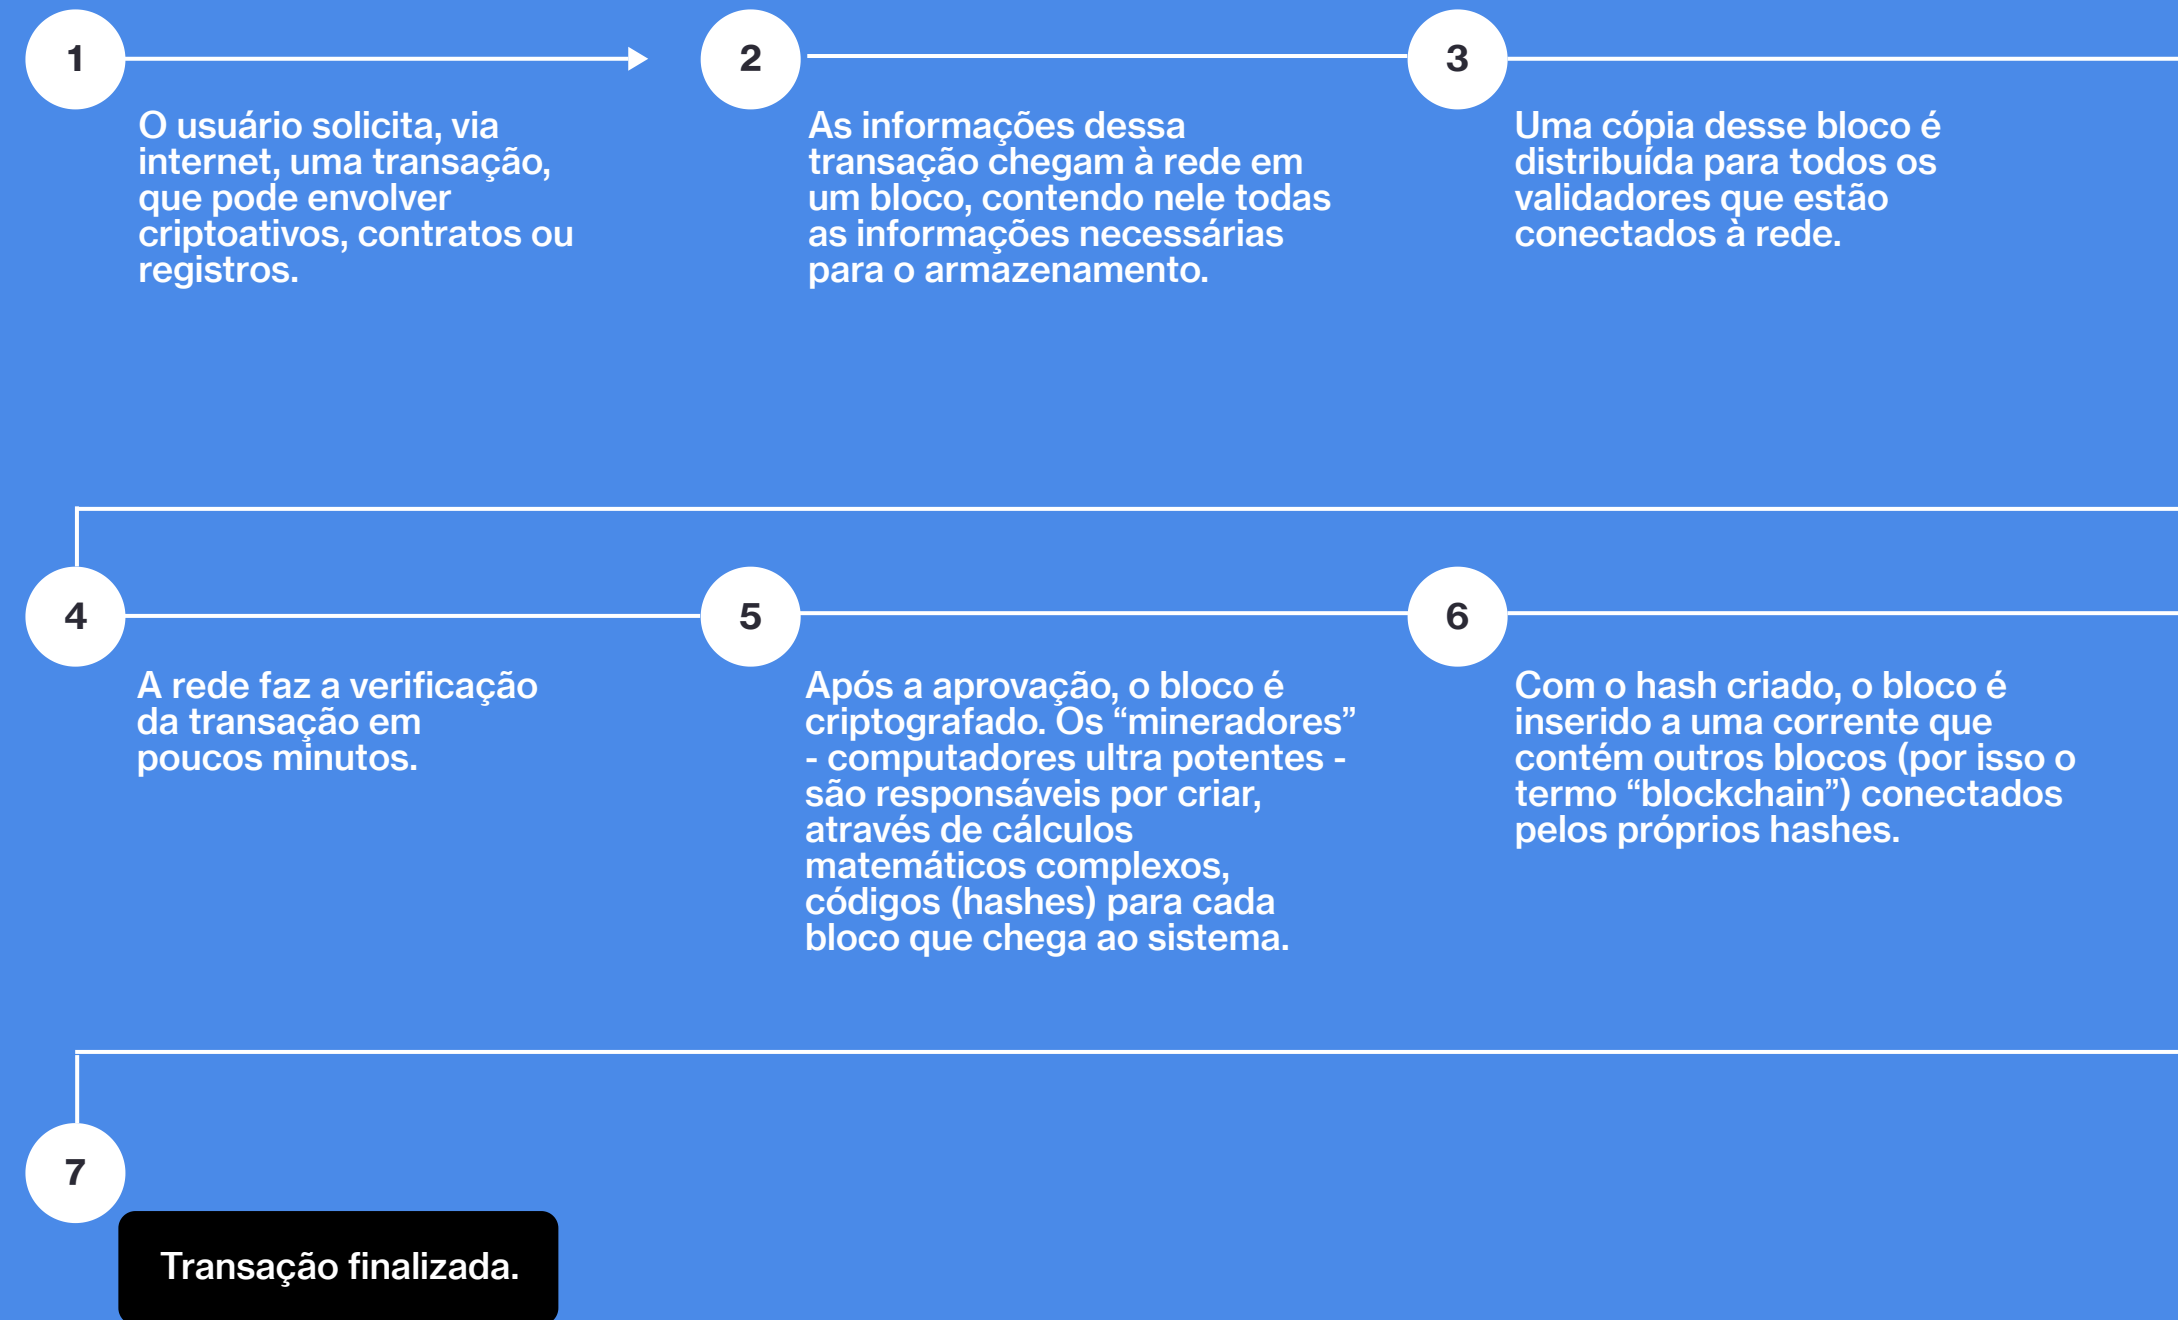 1
O usuário solicita, via
internet, uma transação,
que pode envolver
criptoativos, contratos ou
registros.
2
As informações dessa
transação chegam à rede em
um bloco, contendo nele todas
as informações necessárias
para o armazenamento.
3
Uma cópia desse bloco é
distribuída para todos os
validadores que estão
conectados à rede.
4
A rede faz a verificação
da transação em
poucos minutos.
5
Após a aprovação, o bloco é
criptografado. Os “mineradores”
- computadores ultra potentes -
são responsáveis por criar,
através de cálculos
matemáticos complexos,
códigos (hashes) para cada
bloco que chega ao sistema.
6
Com o hash criado, o bloco é
inserido a uma corrente que
contém outros blocos (por isso o
termo “blockchain”) conectados
pelos próprios hashes.
7
Transação finalizada.